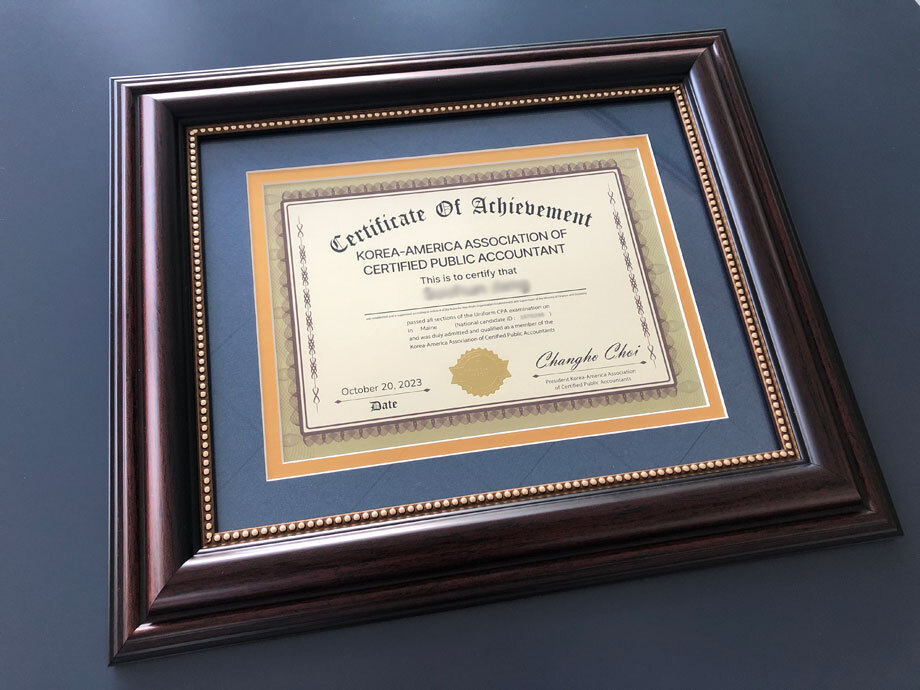 Certificate Of Achievement
KOREA-AMERICA ASSOCIATION OF
CERTIFIED PUBLIC ACCOUNTANT
This is to certify that
passed all sections of the Uniform CPA examination on
in Maine (National candidate ID : )
and was duly admitted and qualified as a member of the
Korea-America Association of Certified Public Accountants
October 20, 2023
Date
Changho Choi
President Korea-America Association
of Certified Public Accountants